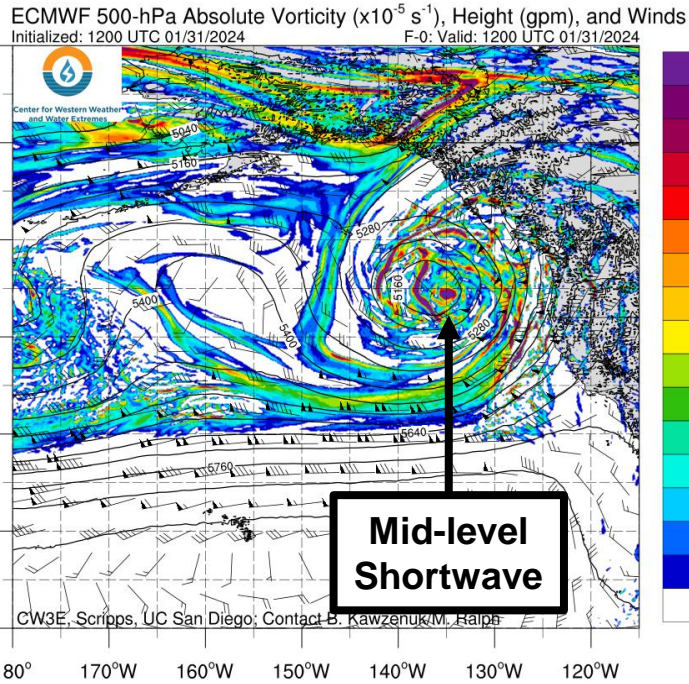 ECMWF 500-hPa Absolute Vorticity (x10⁻⁵ s⁻¹), Height (gpm), and Winds
Initialized: 1200 UTC 01/31/2024 F-0: Valid: 1200 UTC 01/31/2024
Center for Western Weather
and Water Extremes
5040
5160
5280
5400
5160
5400
5280
5640
5760
Mid-level
Shortwave
CW3E, Scripps, UC San Diego; Contact B. Kawzenuk/M. Ralph
80° 170°W 160°W 150°W 140°W 130°W 120°W